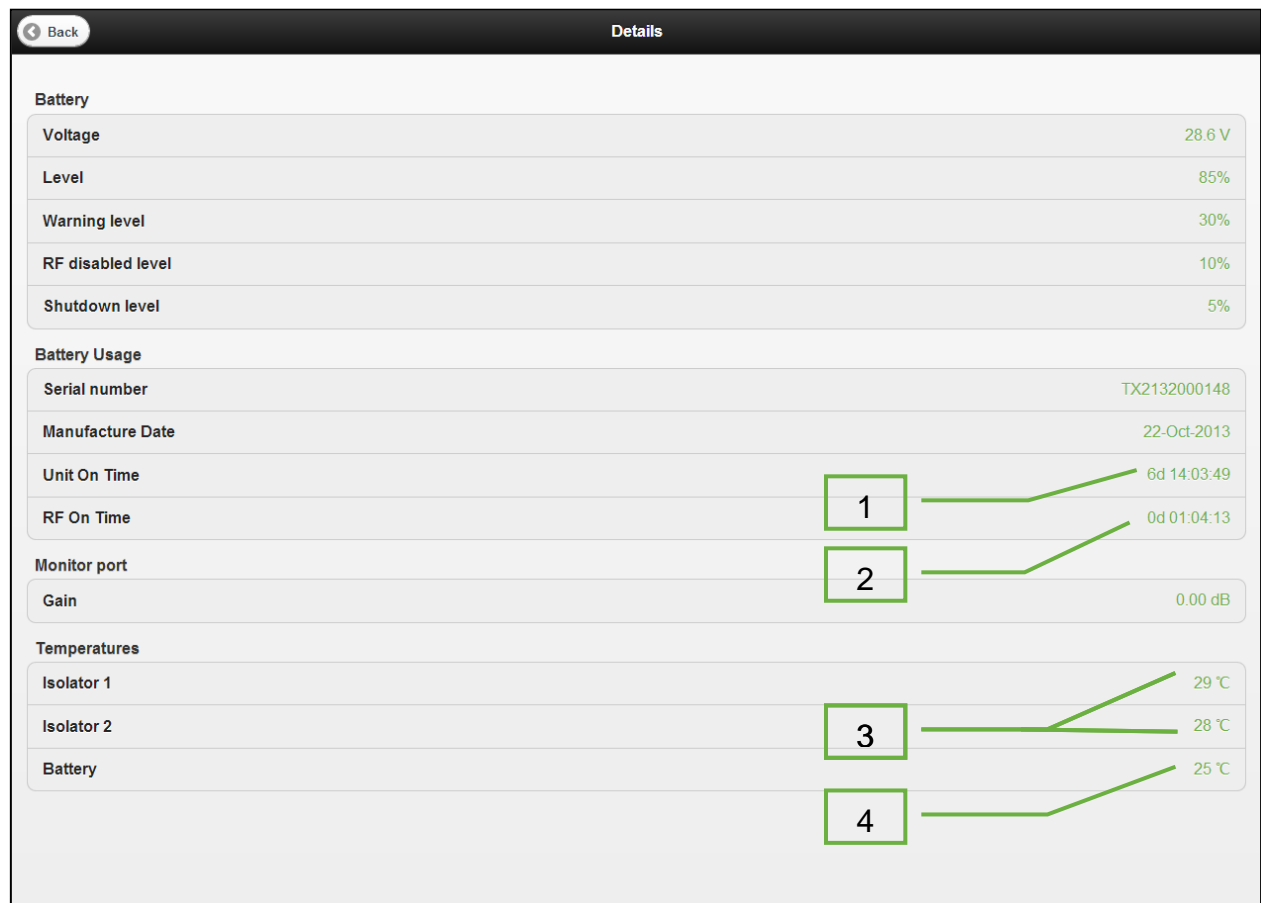 Back
Details
Battery
Voltage 28.6 V
Level 85%
Warning level 30%
RF disabled level 10%
Shutdown level 5%
Battery Usage
Serial number TX2132000148
Manufacture Date 22-Oct-2013
Unit On Time 6d 14:03:49
1
RF On Time 0d 01:04:13
Monitor port
2
Gain 0.00 dB
Temperatures
Isolator 1 29 ℃
Isolator 2 28 ℃
3
Battery 25 ℃
4